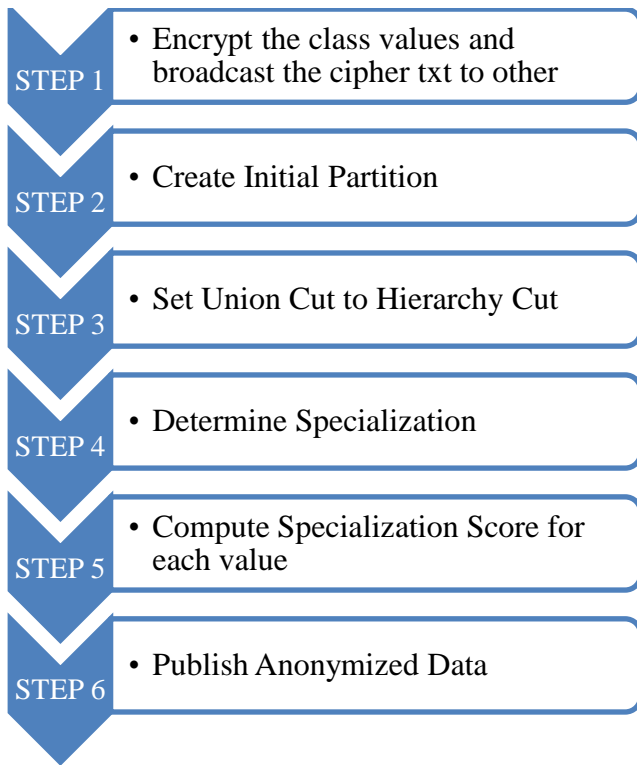 STEP 1
• Encrypt the class values and
broadcast the cipher txt to other
STEP 2
• Create Initial Partition
STEP 3
• Set Union Cut to Hierarchy Cut
STEP 4
• Determine Specialization
STEP 5
• Compute Specialization Score for
each value
STEP 6
• Publish Anonymized Data